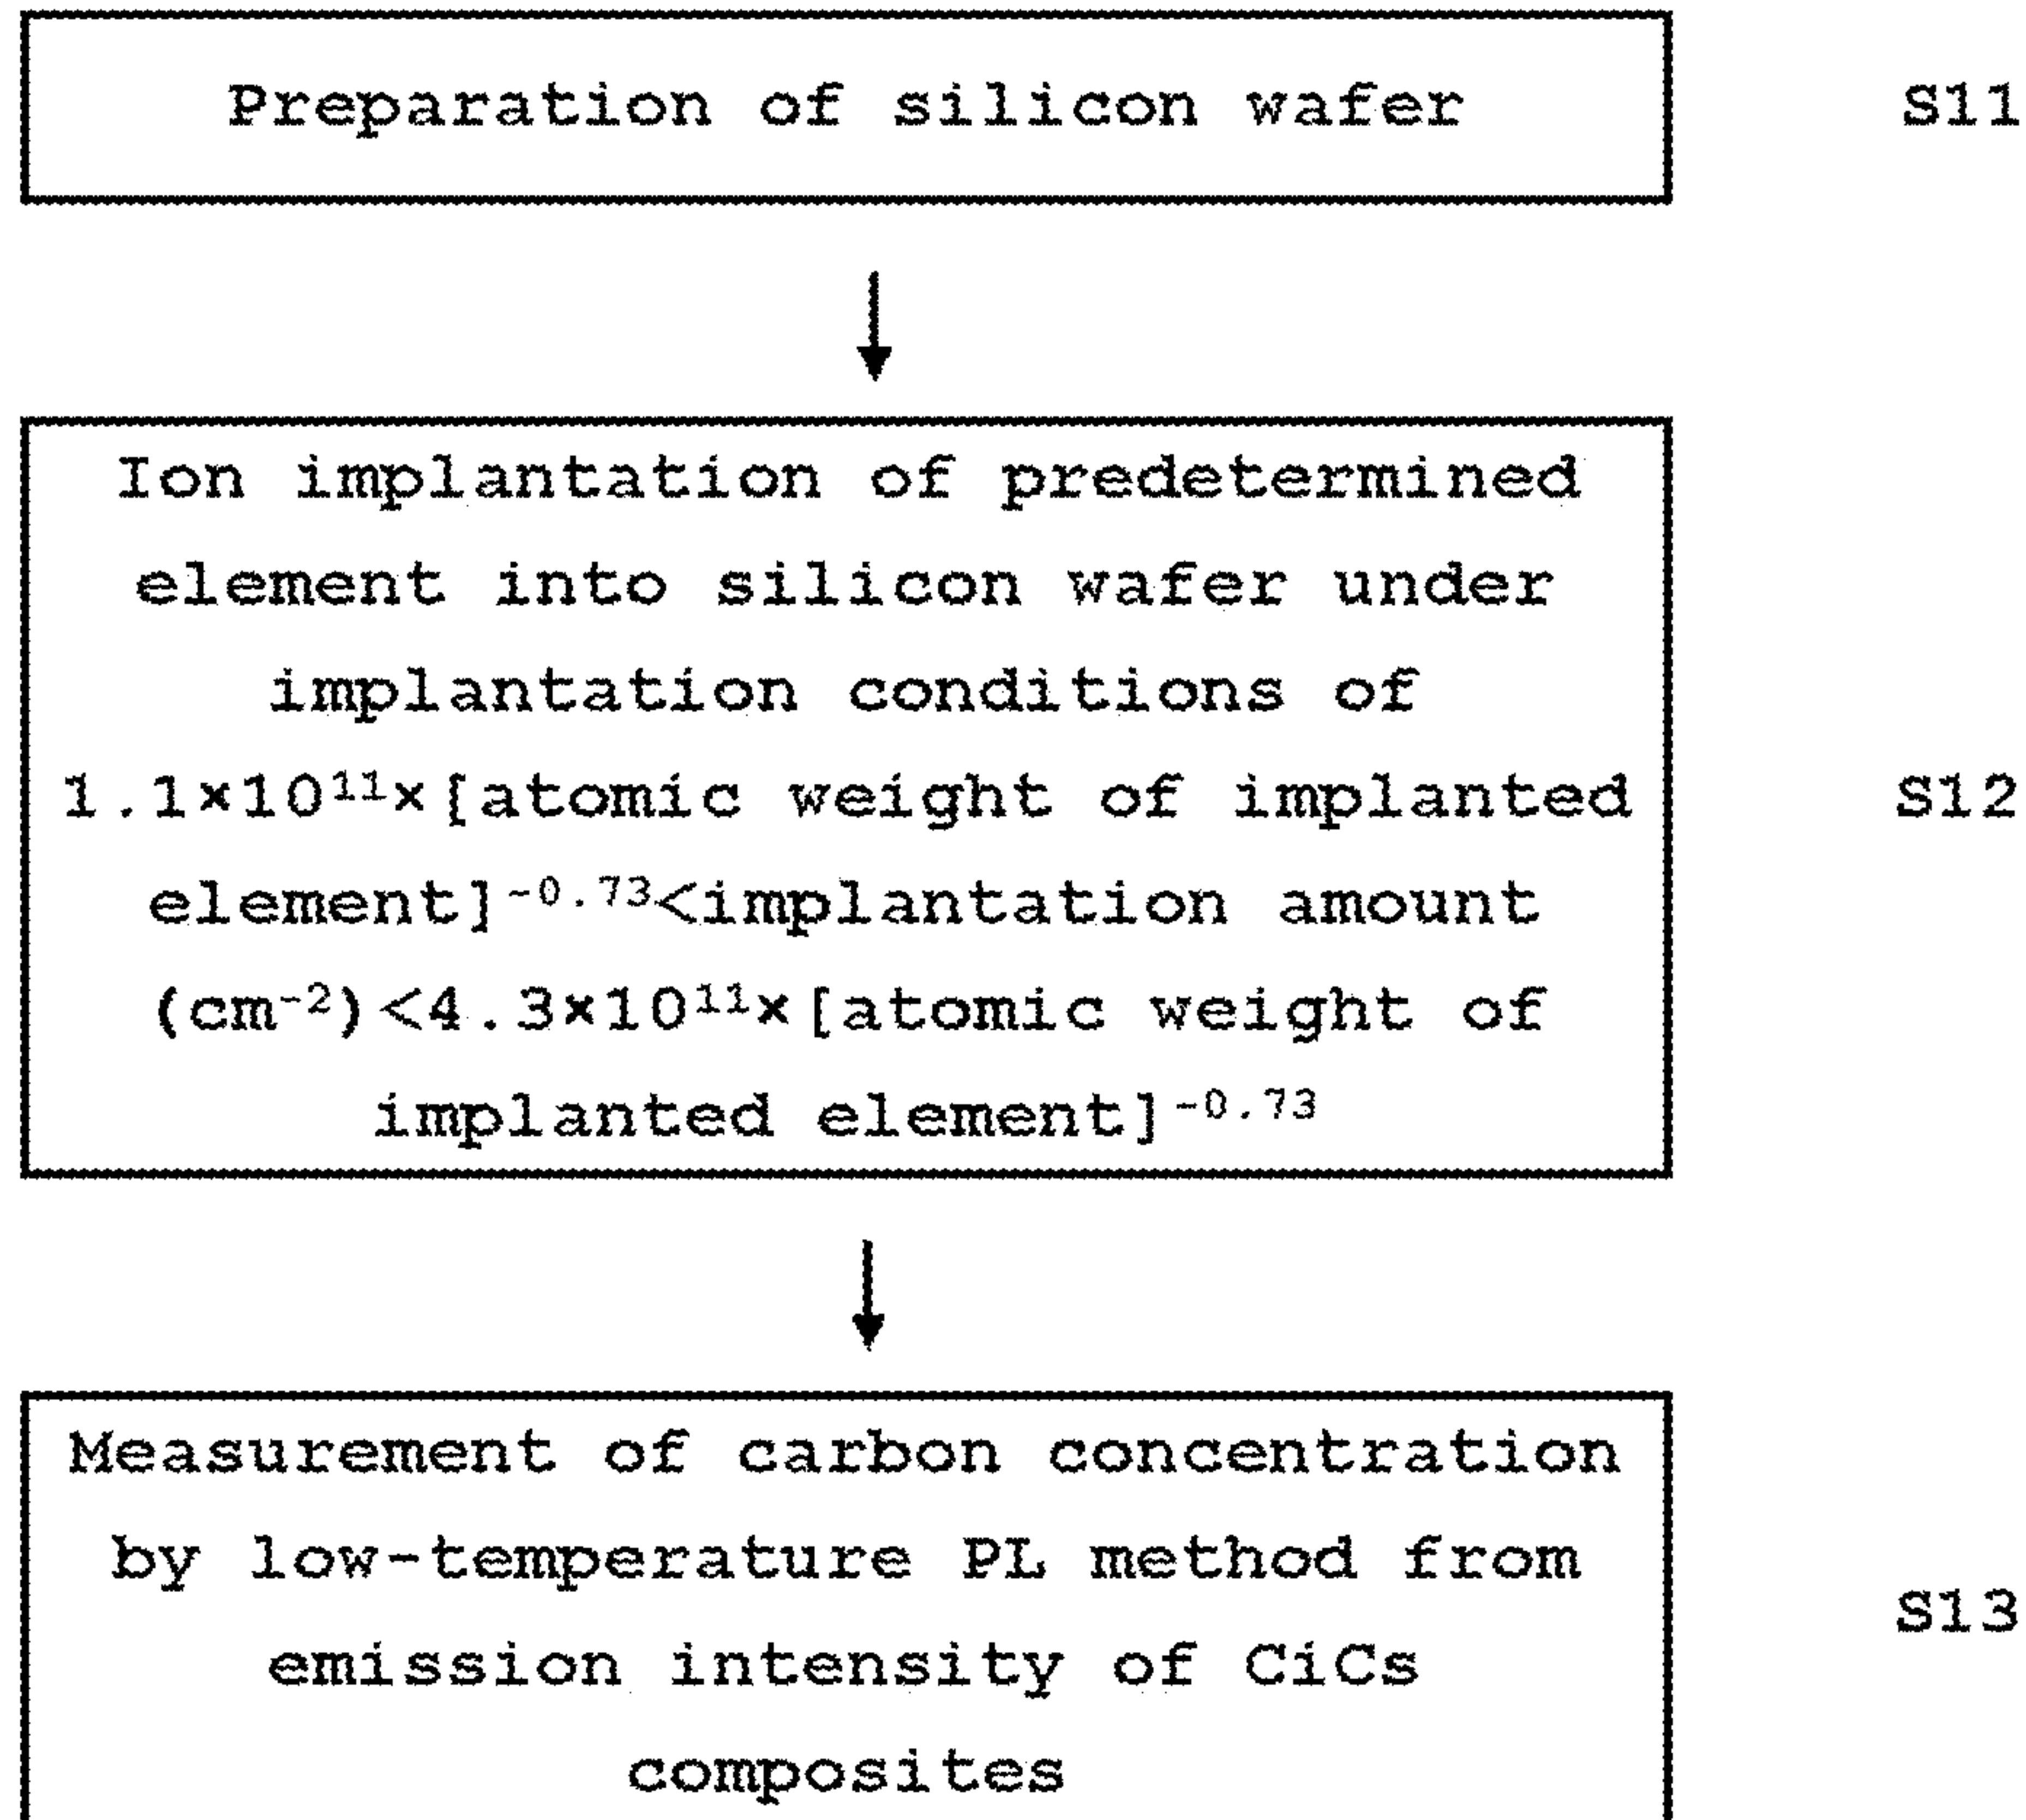 Preparation of silicon wafer S11
Ion implantation of predetermined
element into silicon wafer under
implantation conditions of
1.1×10¹¹×[atomic weight of implanted S12
element]⁻⁰·⁷³<implantation amount
(cm⁻²)<4.3×10¹¹×[atomic weight of
implanted element]⁻⁰·⁷³
Measurement of carbon concentration
by low-temperature PL method from
S13
emission intensity of CiCs
composites